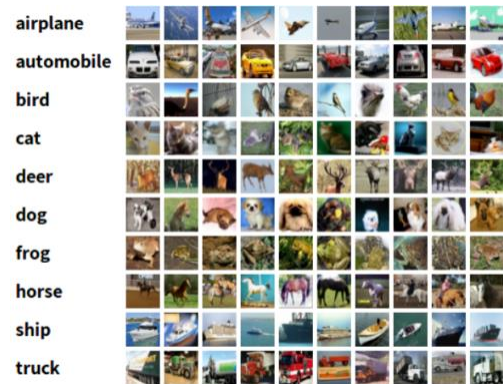 airplane
automobile
bird
cat
deer
dog
frog
horse
ship
truck